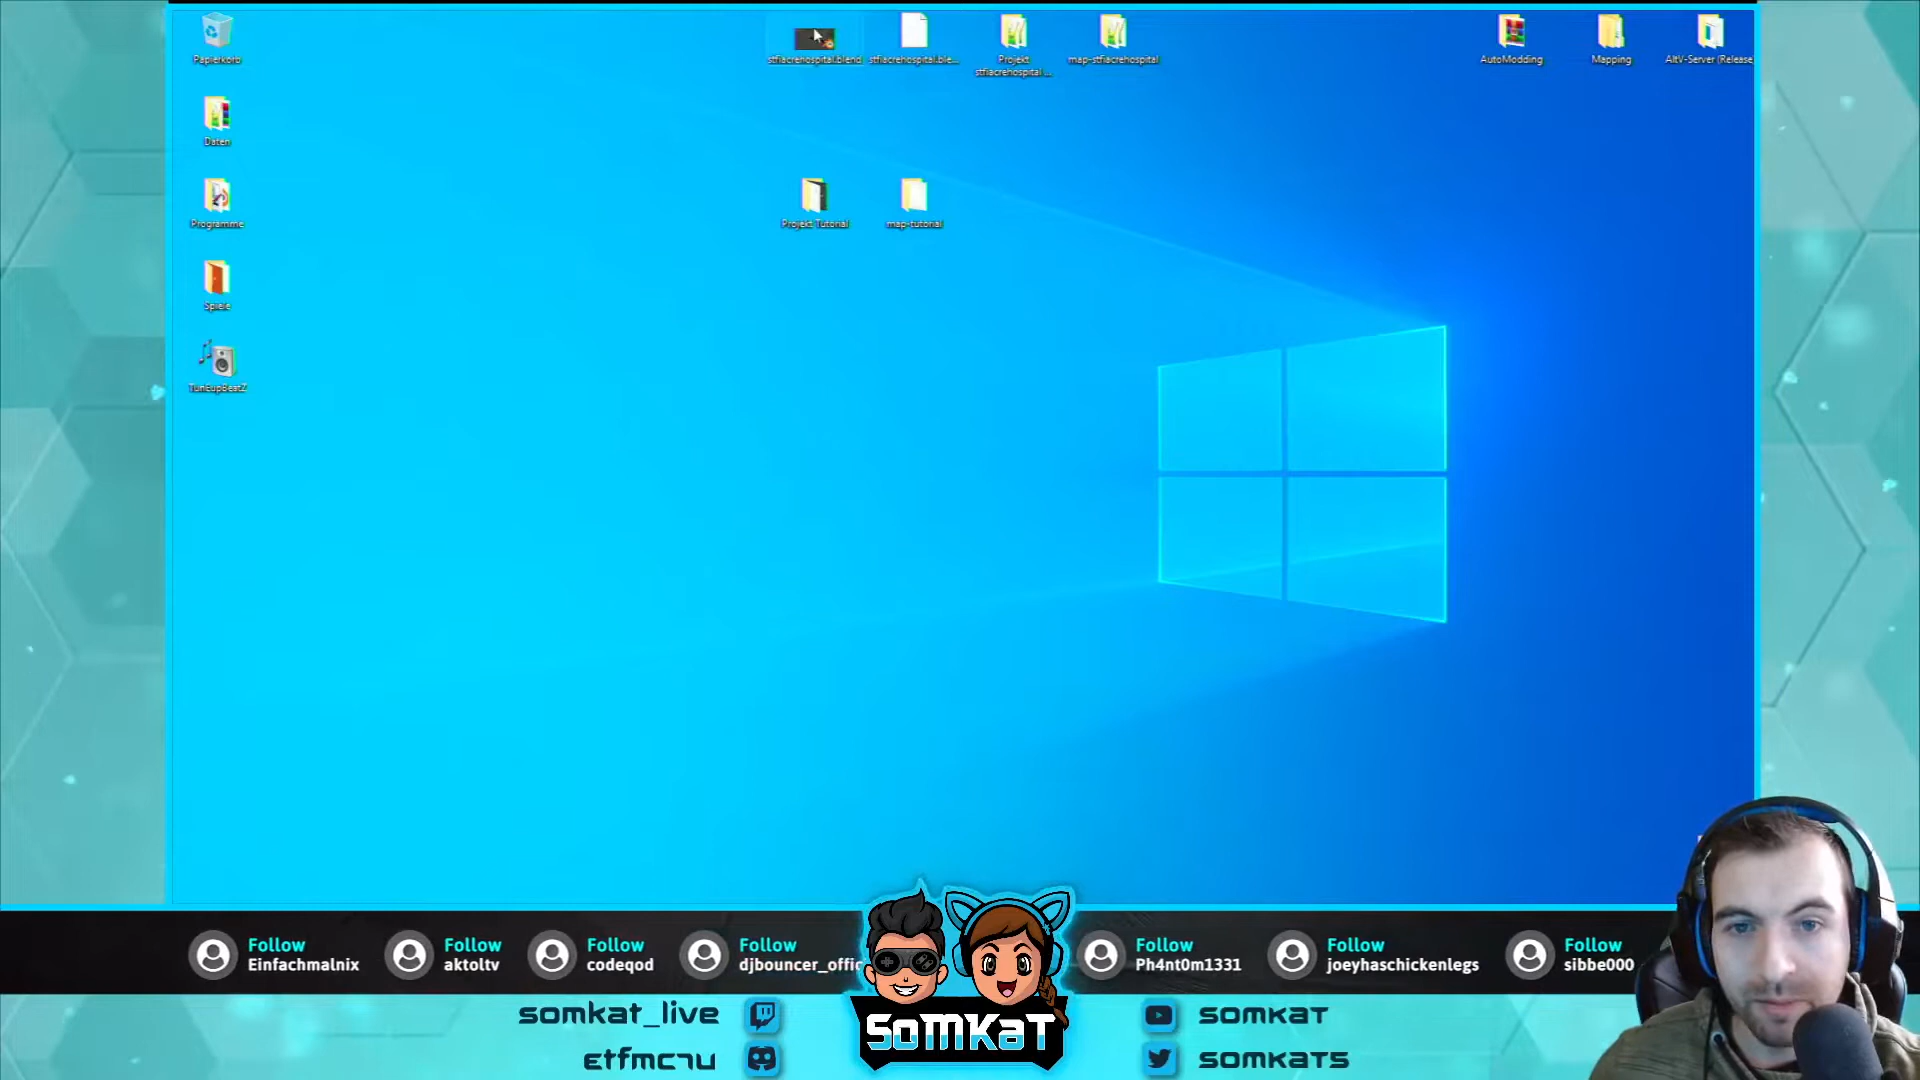 Papierkorb
stfiacrehospital.blend
stfiacrehospital.ble...
Projekt
stfiacrehospital ...
map-stfiacrehospital
AutoModding
Mapping
AltV-Server (Release
Daten
Programme
Projekt Tutorial
map-tutorial
Spiele
TuneupBeatZ
Follow
Einfachmalnix
Follow
aktoltv
Follow
codeqod
Follow
djbouncer_offic
Follow
Ph4nt0m1331
Follow
joeyhaschickenlegs
Follow
sibbe000
somkat_live
SOMKAT
SOMKAT
SOMKAT5